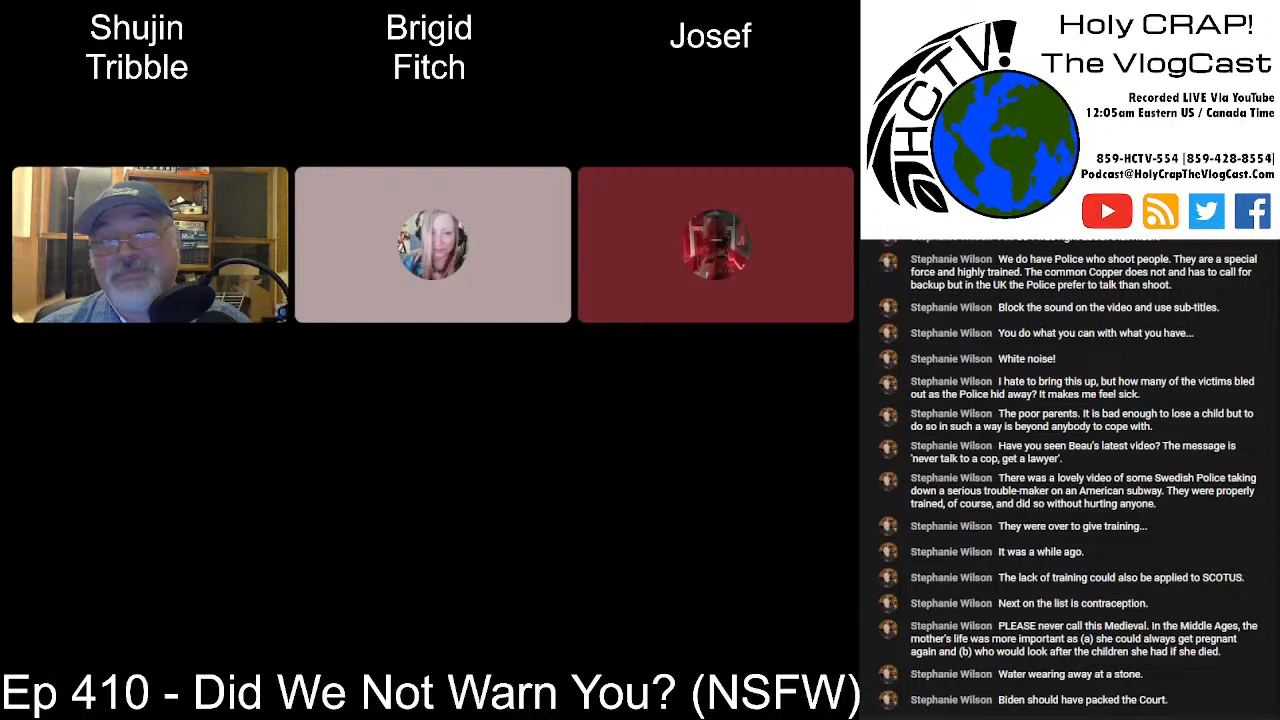 Shujin
Tribble
Brigid
Fitch
Josef
HCTV!
Holy CRAP!
The VlogCast
Recorded LIVE Via YouTube
12:05am Eastern US / Canada Time
859-HCTV-554 [859-428-8554]
Podcast@HolyCrapTheVlogCast.Com
Stephanie Wilson We do have Police who shoot people. They are a special
force and highly trained. The common Copper does not and has to call for
backup but in the UK the Police prefer to talk than shoot.
Stephanie Wilson Block the sound on the video and use sub-titles.
Stephanie Wilson You do what you can with what you have...
Stephanie Wilson White noise!
Stephanie Wilson I hate to bring this up, but how many of the victims bled
out as the Police hid away? It makes me feel sick.
Stephanie Wilson The poor parents. It is bad enough to lose a child but to
do so in such a way is beyond anybody to cope with.
Stephanie Wilson Have you seen Beau's latest video? The message is
'never talk to a cop, get a lawyer'.
Stephanie Wilson There was a lovely video of some Swedish Police taking
down a serious trouble-maker on an American subway. They were properly
trained, of course, and did so without hurting anyone.
Stephanie Wilson They were over to give training...
Stephanie Wilson It was a while ago.
Stephanie Wilson The lack of training could also be applied to SCOTUS.
Stephanie Wilson Next on the list is contraception.
Stephanie Wilson PLEASE never call this Medieval. In the Middle Ages, the
mother's life was more important as (a) she could always get pregnant
again and (b) who would look after the children she had if she died.
Stephanie Wilson Water wearing away at a stone.
Stephanie Wilson Biden should have packed the Court.
Ep 410 - Did We Not Warn You? (NSFW)